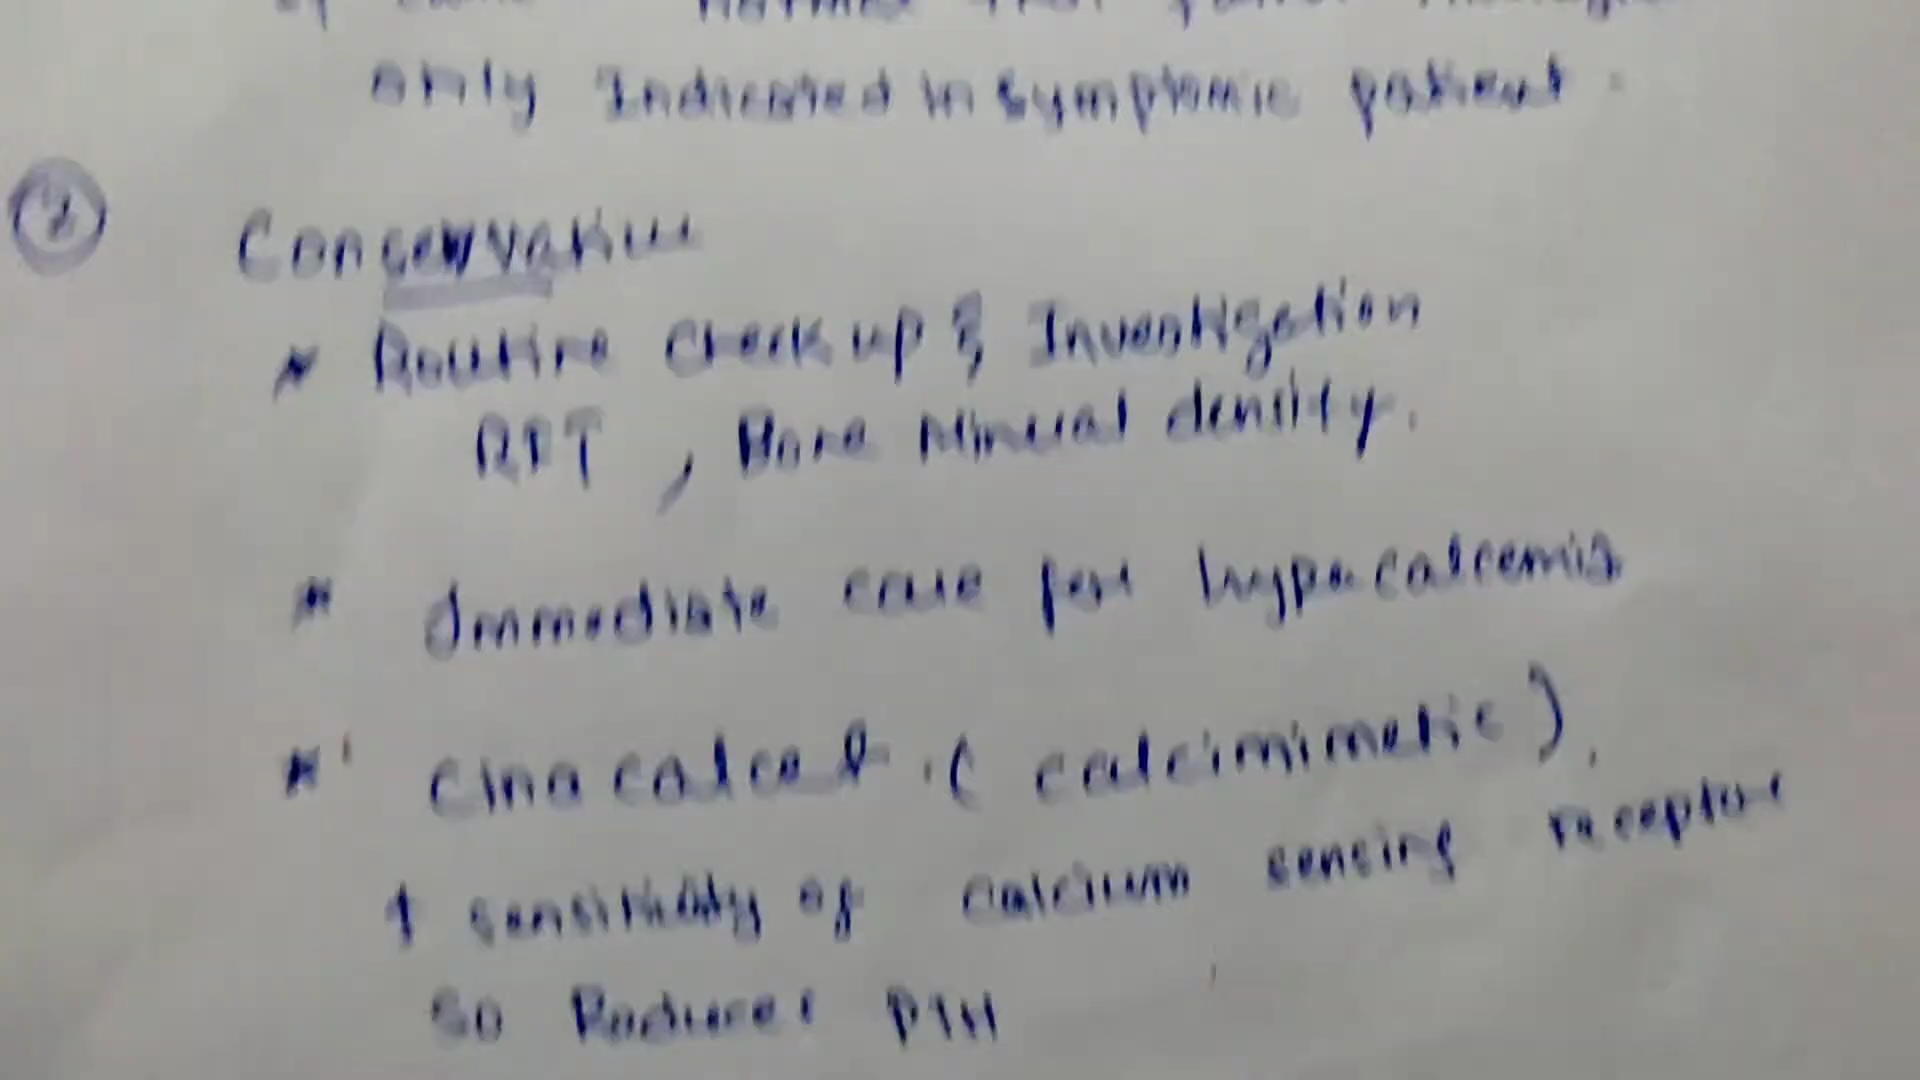 only Indicated in symptomic patient.
2 Conservative
* Routine check up & Investigation
RFT , Bone Mineral density.
* Immediate care for hypocalcemia
* Cinacalcet . ( calcimimetic ) .
↑ sensitivity of calcium sensing receptor
so Reduces PTH